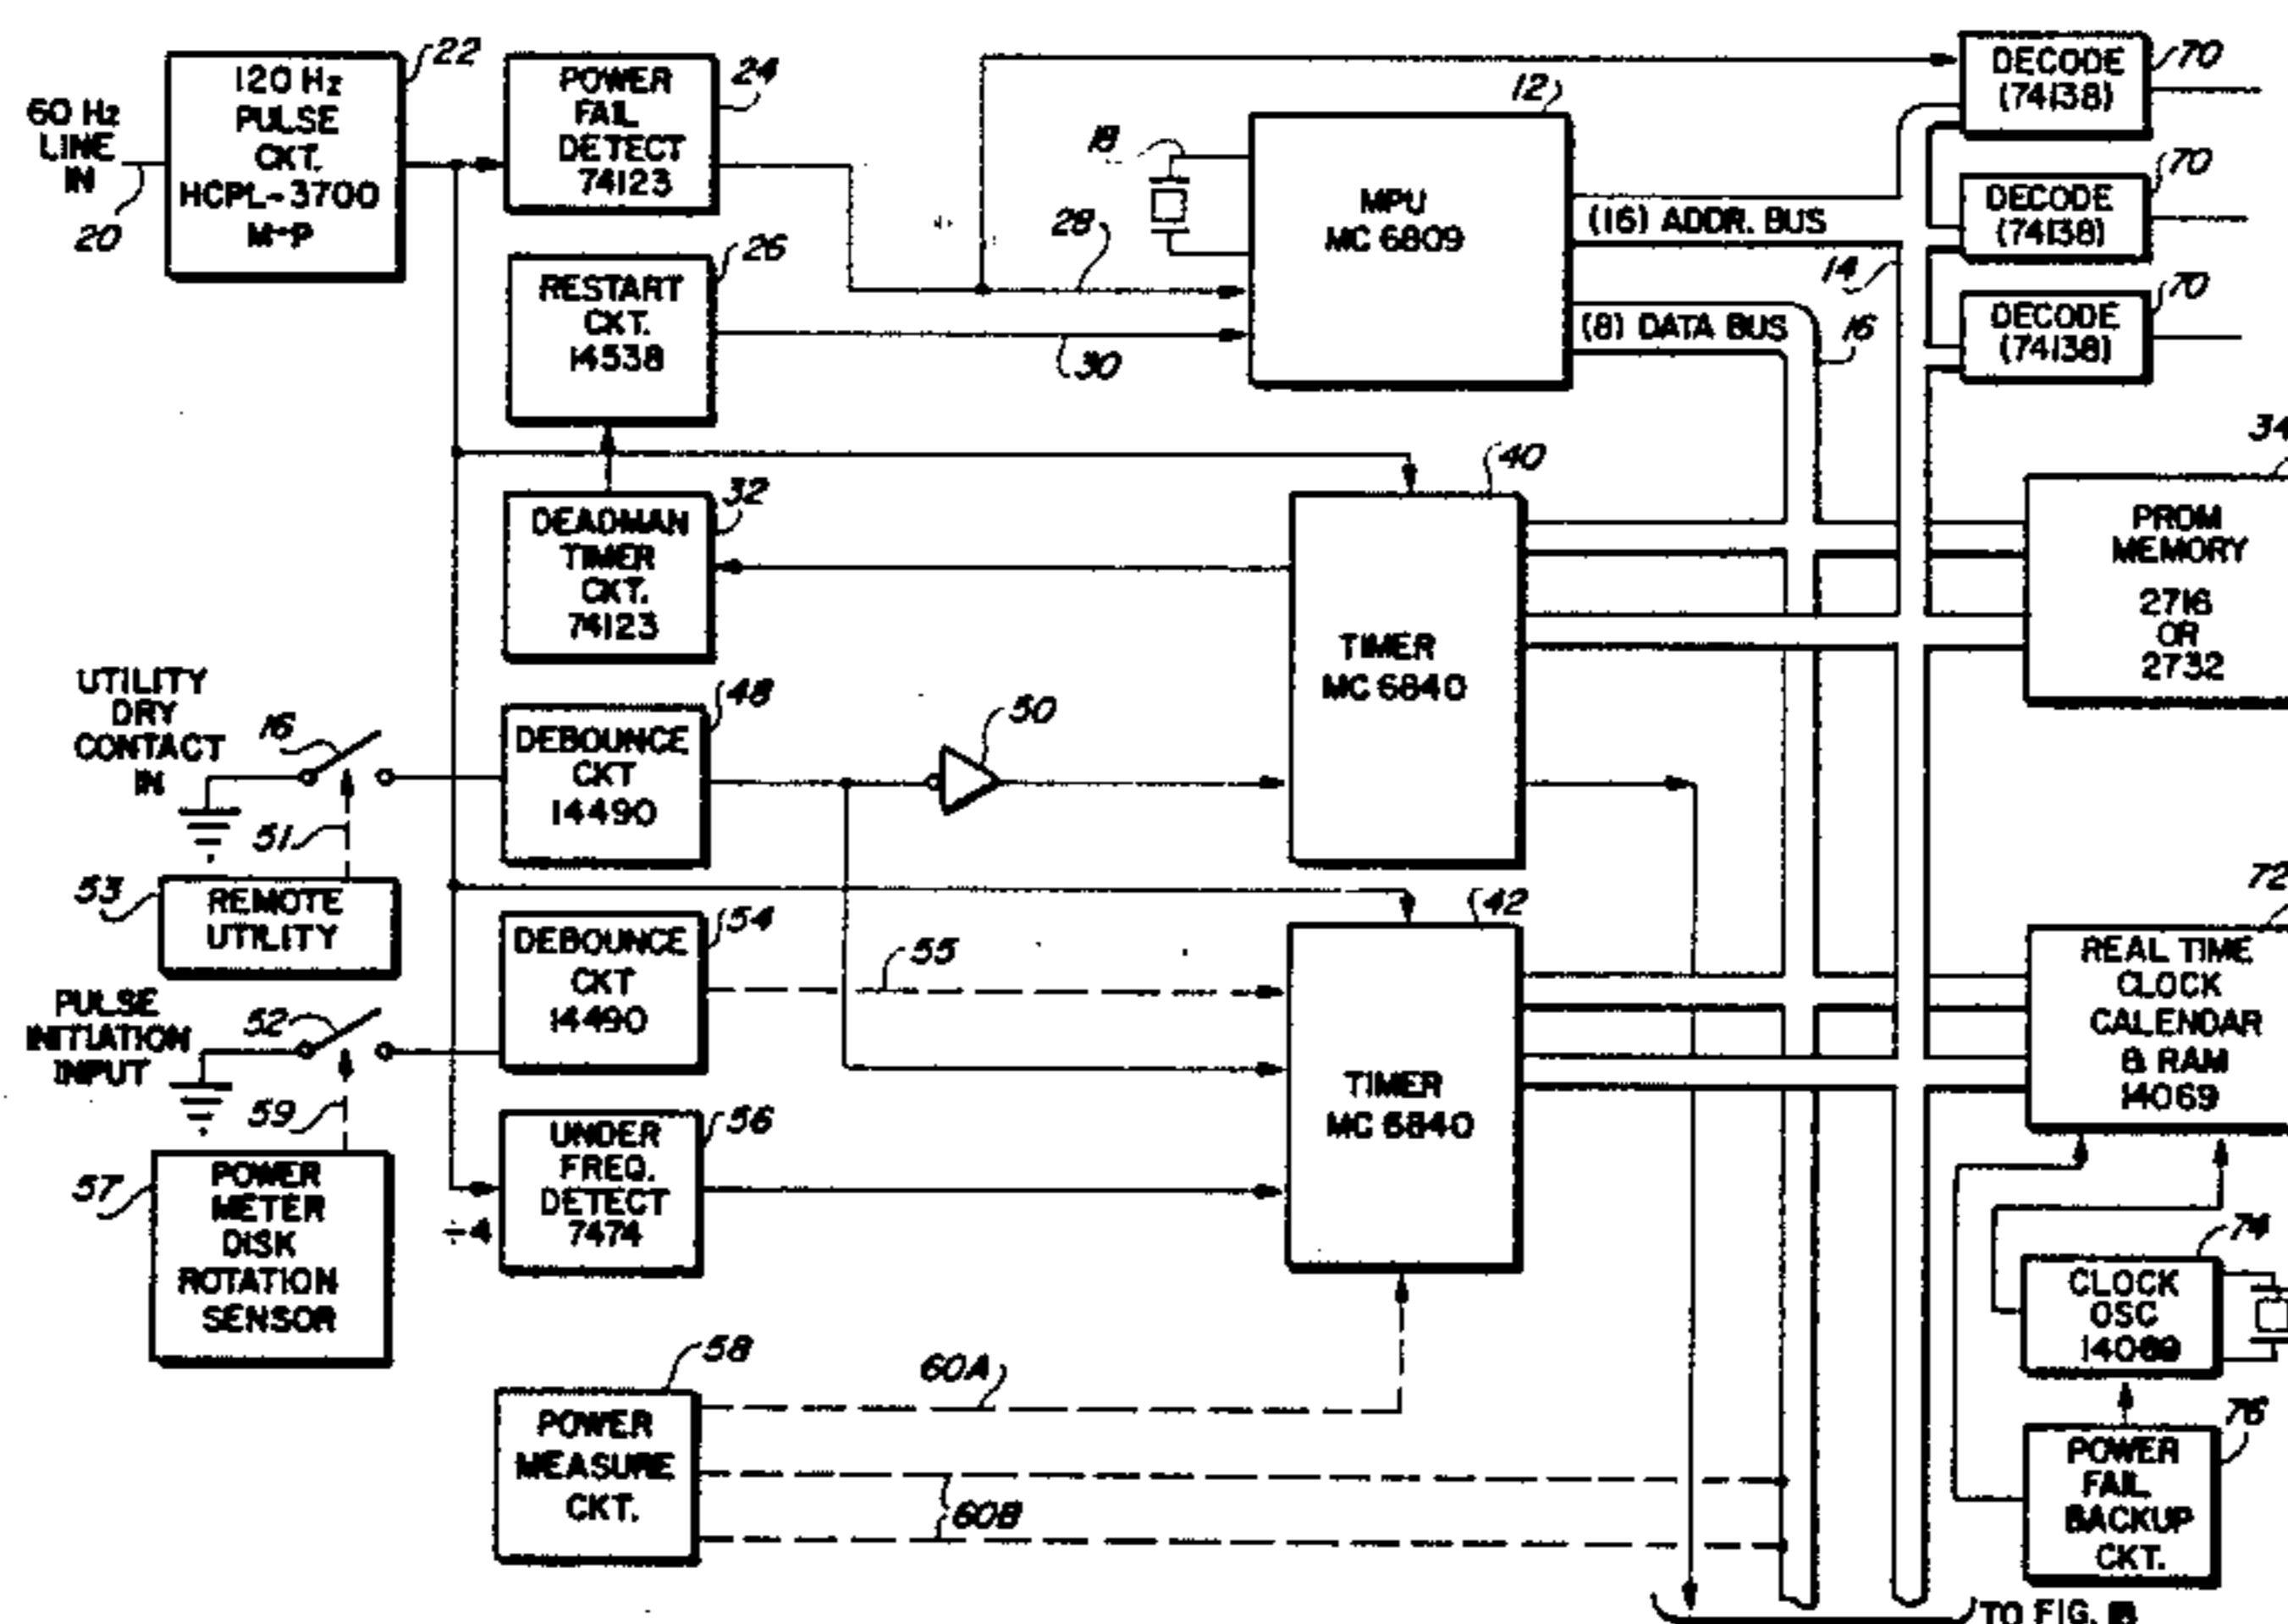 60 Hz
LINE
IN
20
120 Hz
PULSE
CKT.
HCPL-3700
22
POWER
FAIL
DETECT
74123
24
RESTART
CKT.
14538
26
28
30
18
12
MPU
MC 6809
(16) ADDR. BUS
14
(8) DATA BUS
16
DECODE
(74138)
70
DECODE
(74138)
70
DECODE
(74138)
70
34
PROM
MEMORY
2716
OR
2732
DEADMAN
TIMER
CKT.
74123
32
40
TIMER
MC 6840
UTILITY
DRY
CONTACT
IN
16
51
53
REMOTE
UTILITY
DEBOUNCE
CKT
14490
48
50
PULSE
INITIATION
INPUT
52
59
57
POWER
METER
DISK
ROTATION
SENSOR
DEBOUNCE
CKT
14490
54
55
42
TIMER
MC 6840
UNDER
FREQ.
DETECT
7474
56
÷4
72
REAL TIME
CLOCK
CALENDAR
& RAM
14069
74
CLOCK
OSC
14069
76
POWER
FAIL
BACKUP
CKT.
58
POWER
MEASURE
CKT.
60A
60B
TO FIG.